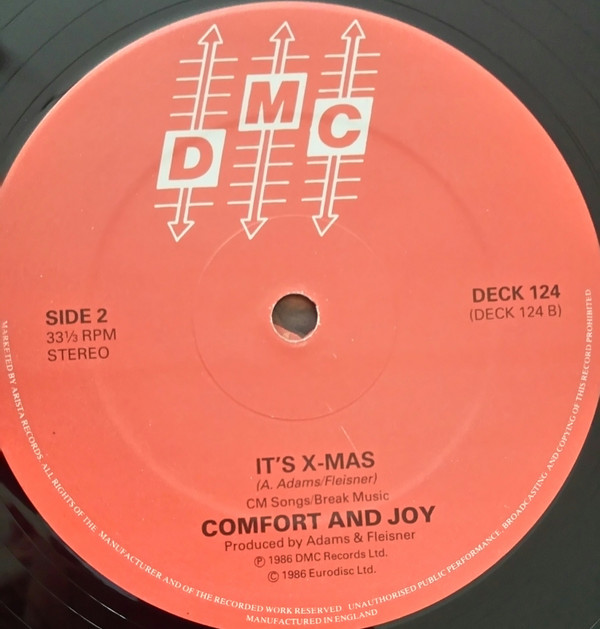 D M C
SIDE 2
33⅓ RPM
STEREO
DECK 124
(DECK 124 B)
IT'S X-MAS
(A. Adams/Fleisner)
CM Songs/Break Music
COMFORT AND JOY
Produced by Adams & Fleisner
℗ 1986 DMC Records Ltd.
© 1986 Eurodisc Ltd.
MARKETED BY ARISTA RECORDS. ALL RIGHTS OF THE MANUFACTURER AND OF THE RECORDED WORK RESERVED UNAUTHORISED PUBLIC PERFORMANCE, BROADCASTING AND COPYING OF THIS RECORD PROHIBITED
MANUFACTURED IN ENGLAND